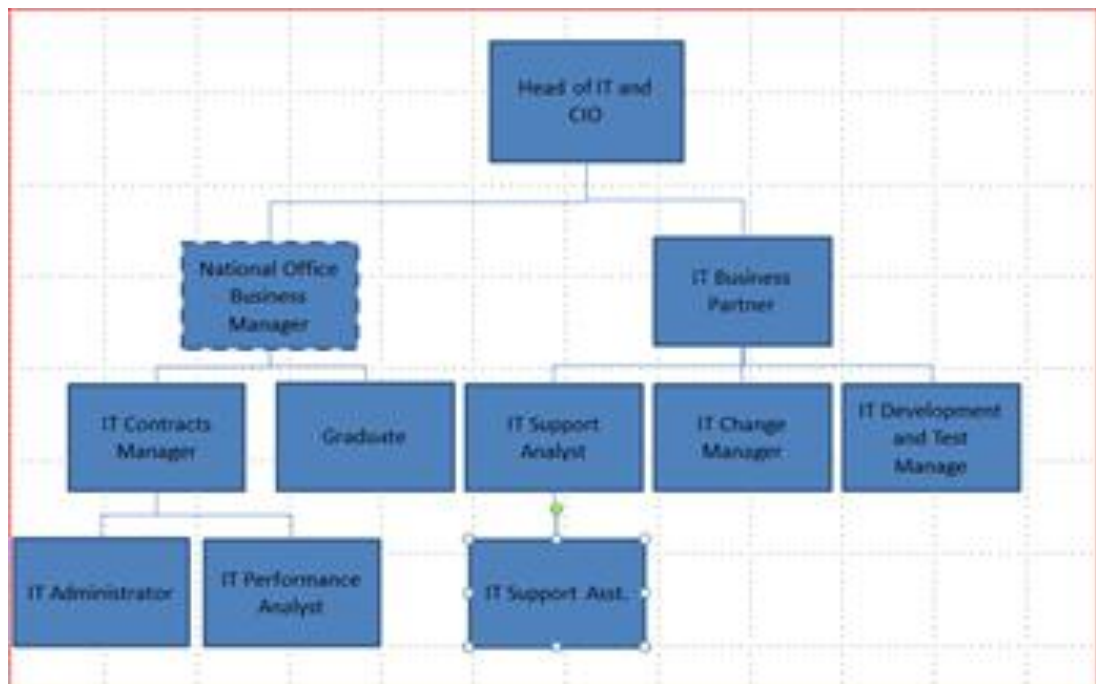 Head of IT and
CIO
National Office
Business
Manager
IT Business
Partner
IT Contracts
Manager
Graduate
IT Support
Analyst
IT Change
Manager
IT Development
and Test
Manage
IT Administrator
IT Performance
Analyst
IT Support Asst.